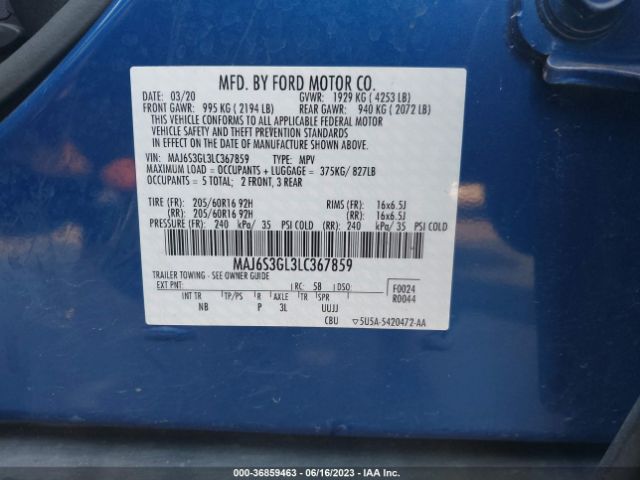 MFD. BY FORD MOTOR CO.
DATE: 03/20 GVWR: 1929 KG ( 4253 LB)
FRONT GAWR: 995 KG ( 2194 LB) REAR GAWR: 940 KG ( 2072 LB)
THIS VEHICLE CONFORMS TO ALL APPLICABLE FEDERAL MOTOR
VEHICLE SAFETY AND THEFT PREVENTION STANDARDS
IN EFFECT ON THE DATE OF MANUFACTURE SHOWN ABOVE.
VIN: MAJ6S3GL3LC367859 TYPE: MPV
MAXIMUM LOAD = OCCUPANTS + LUGGAGE = 375KG/ 827LB
OCCUPANTS = 5 TOTAL; 2 FRONT, 3 REAR
TIRE (FR): 205/60R16 92H RIMS (FR): 16x6.5J
(RR): 205/60R16 92H (RR): 16x6.5J
PRESSURE (FR): 240 kPa/ 35 PSI COLD (RR): 240 kPa/ 35 PSI COLD
MAJ6S3GL3LC367859
TRAILER TOWING - SEE OWNER GUIDE
EXT PNT: RC: 58 DSO: F0024
INT TR TP/PS R AXLE TR SPR R0044
NB P 3L UUJJ
CBU ▽5U5A-5420472-AA
000-36859463 - 06/16/2023 - IAA Inc.